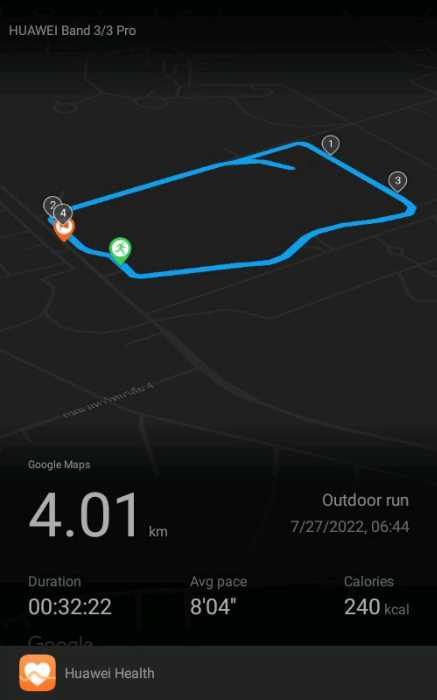 HUAWEI Band 3/3 Pro
1
3
2
4
Google Maps
4.01 km
Outdoor run
7/27/2022, 06:44
Duration
Avg pace
Calories
00:32:22
8'04"
240 kcal
Google
Huawei Health